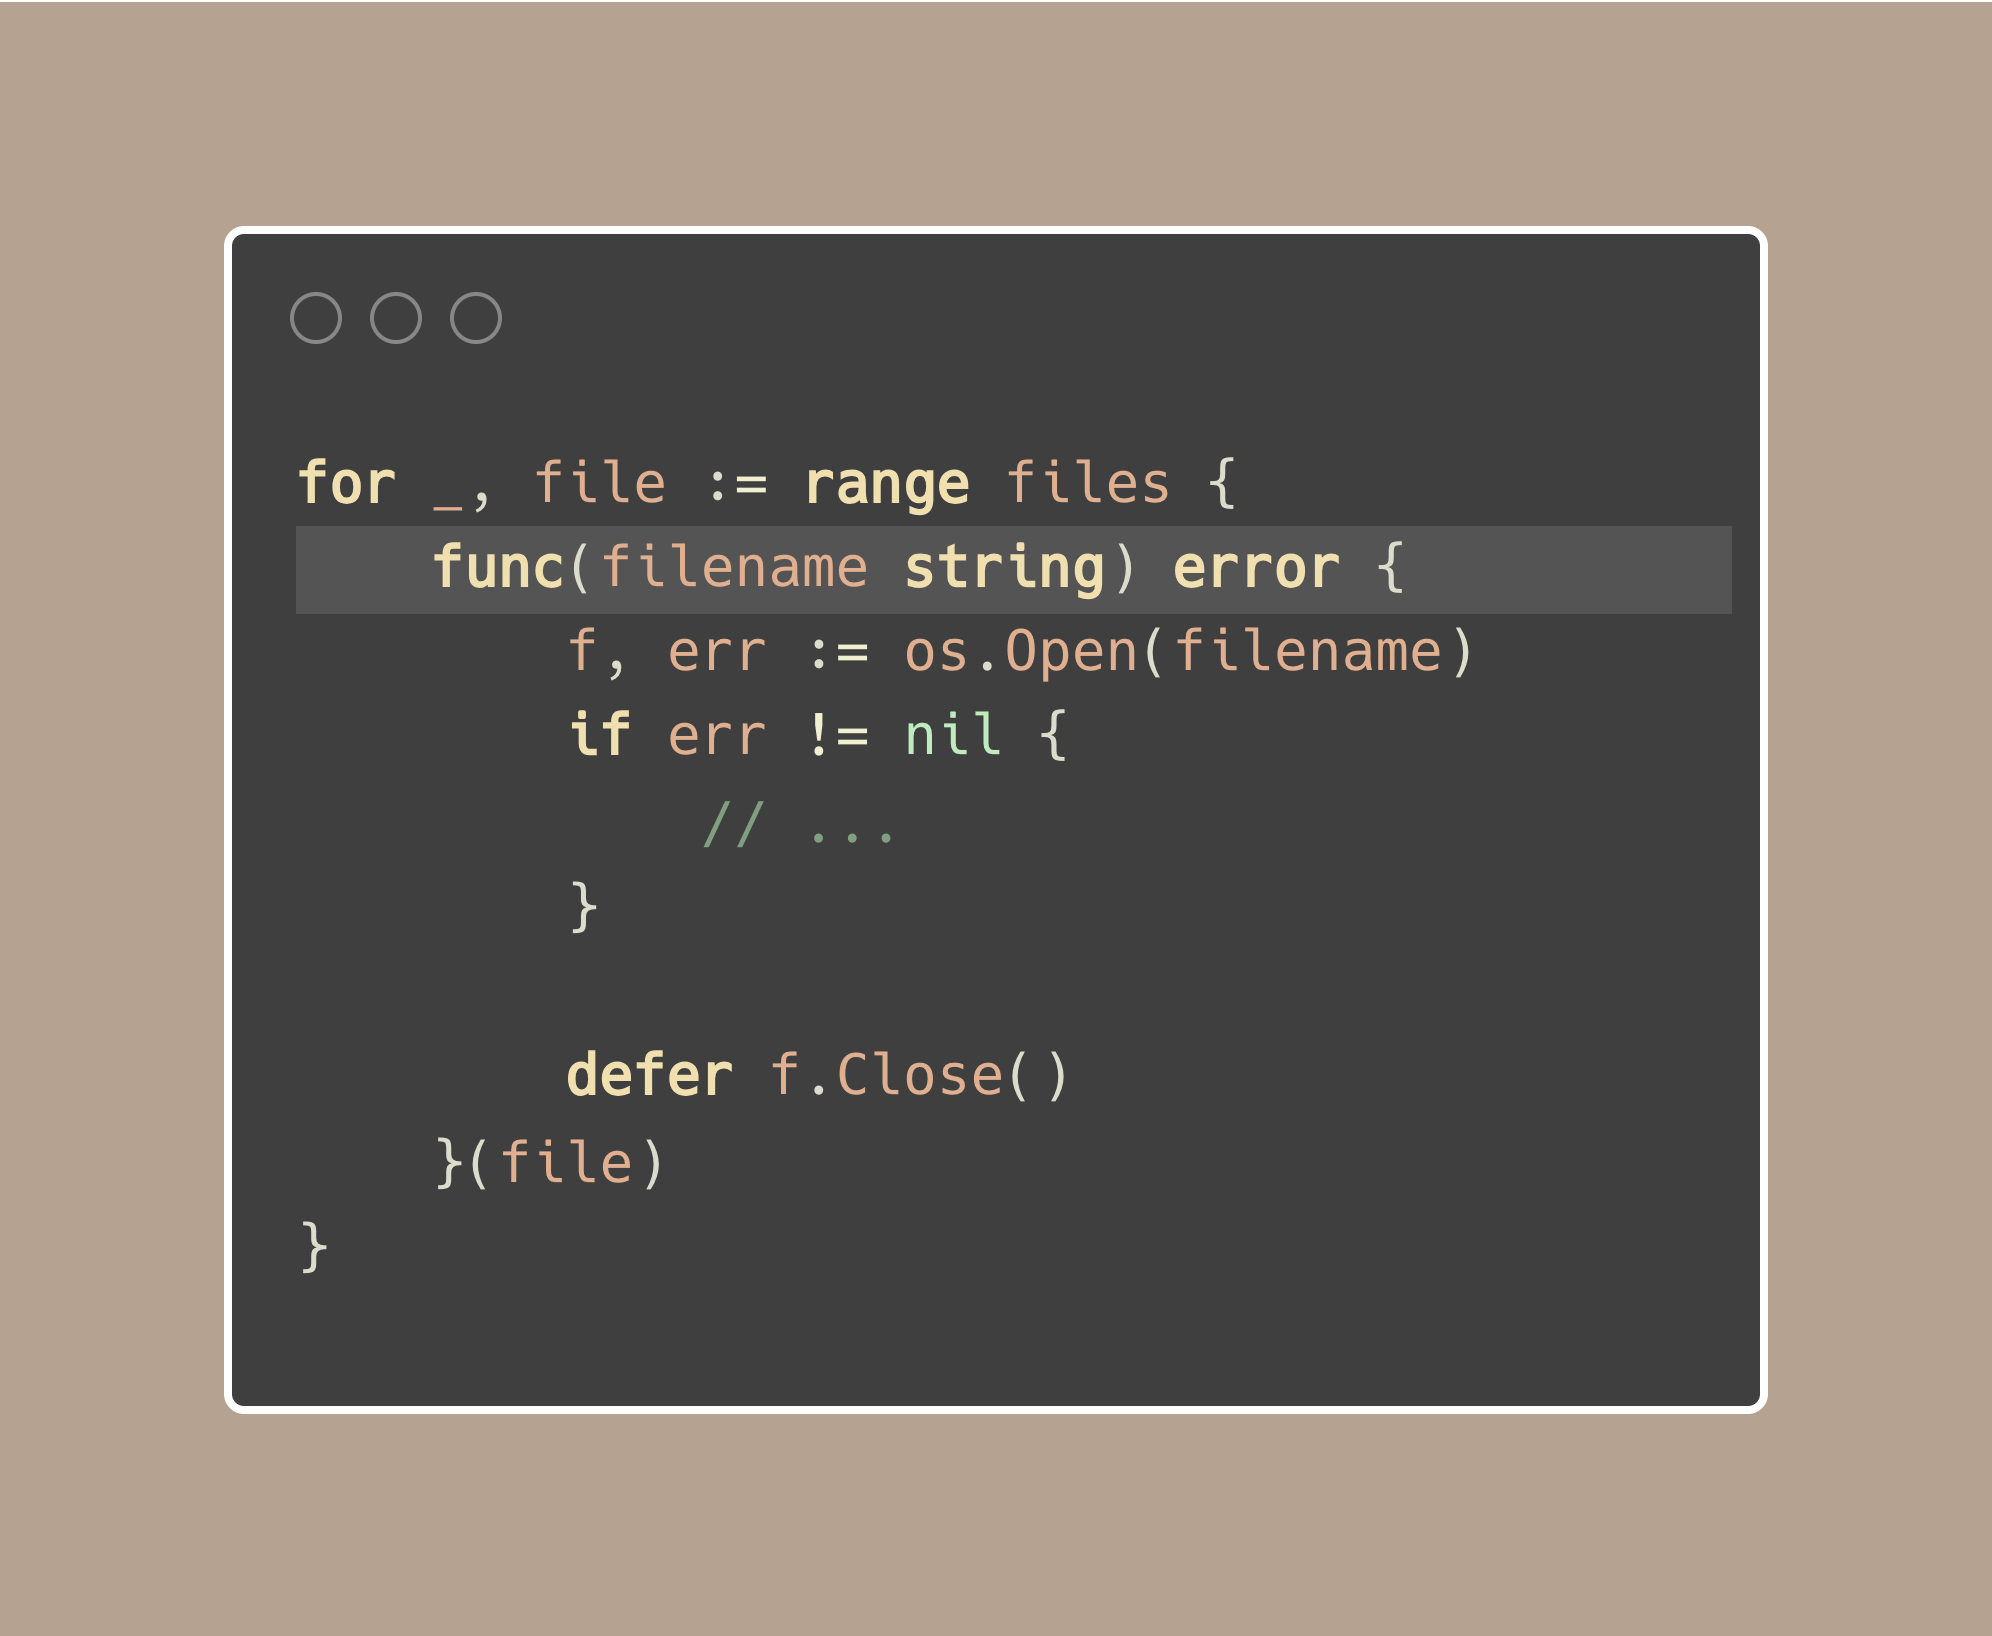 for _, file := range files {
    func(filename string) error {
        f, err := os.Open(filename)
        if err != nil {
            // ...
        }

        defer f.Close()
    }(file)
}